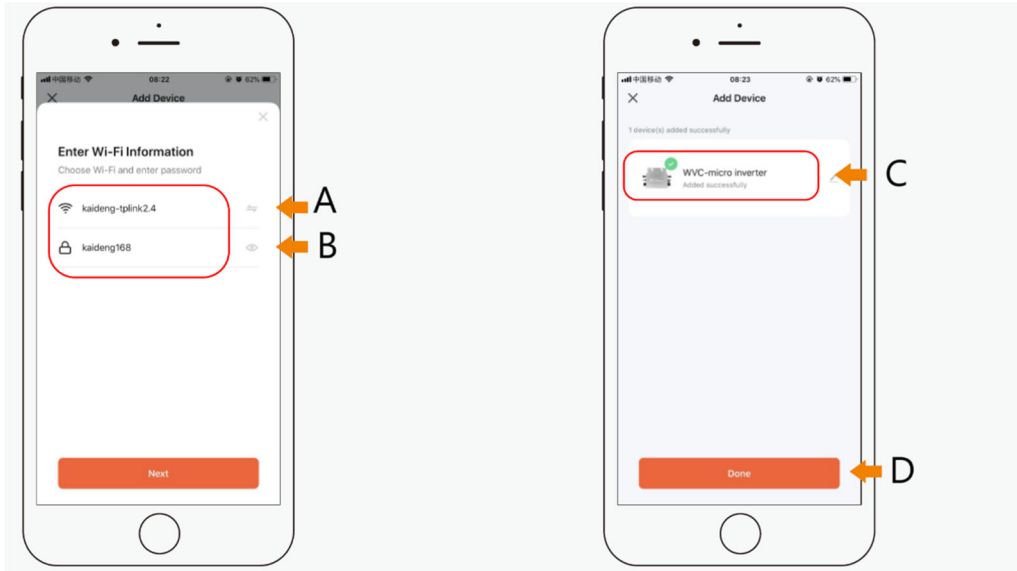 中国移动 08:22 62%
Add Device
Enter Wi-Fi Information
Choose Wi-Fi and enter password
kaideng-tplink2.4
A
kaideng168
B
Next
中国移动 08:23 62%
Add Device
1 device(s) added successfully
WVC-micro inverter
Added successfully
C
Done
D